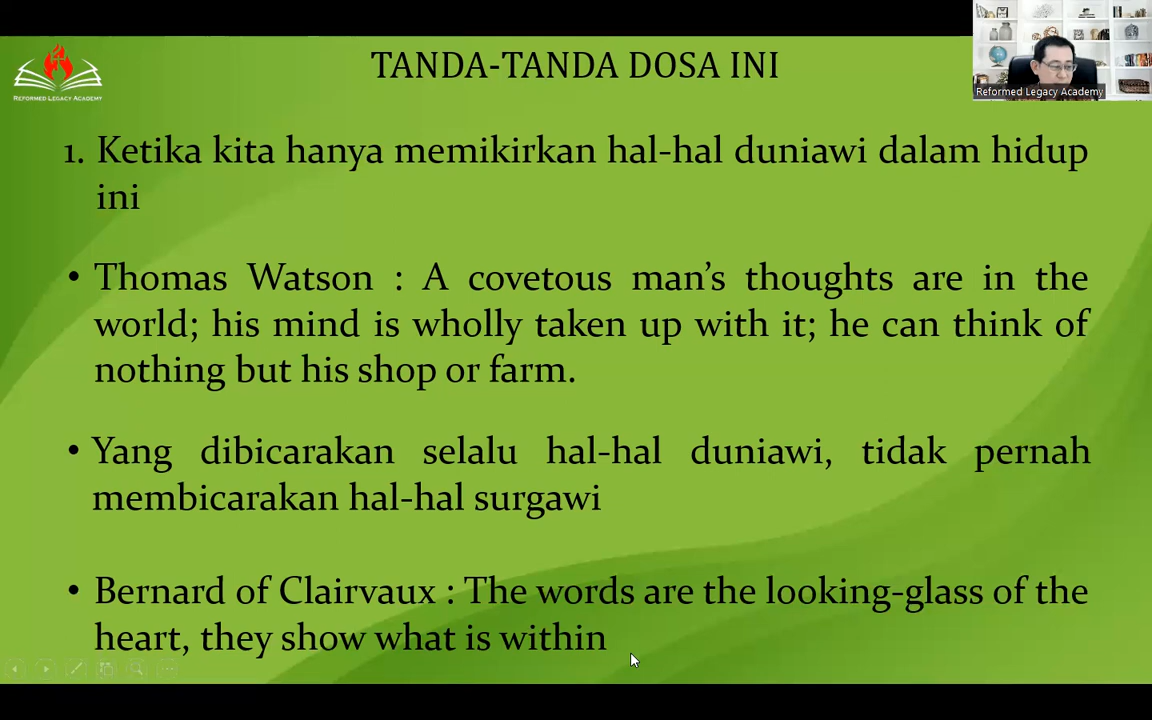 TANDA-TANDA DOSA INI
REFORMED LEGACY ACADEMY
Reformed Legacy Academy
1. Ketika kita hanya memikirkan hal-hal duniawi dalam hidup
ini
• Thomas Watson : A covetous man’s thoughts are in the
world; his mind is wholly taken up with it; he can think of
nothing but his shop or farm.
• Yang dibicarakan selalu hal-hal duniawi, tidak pernah
membicarakan hal-hal surgawi
• Bernard of Clairvaux : The words are the looking-glass of the
heart, they show what is within